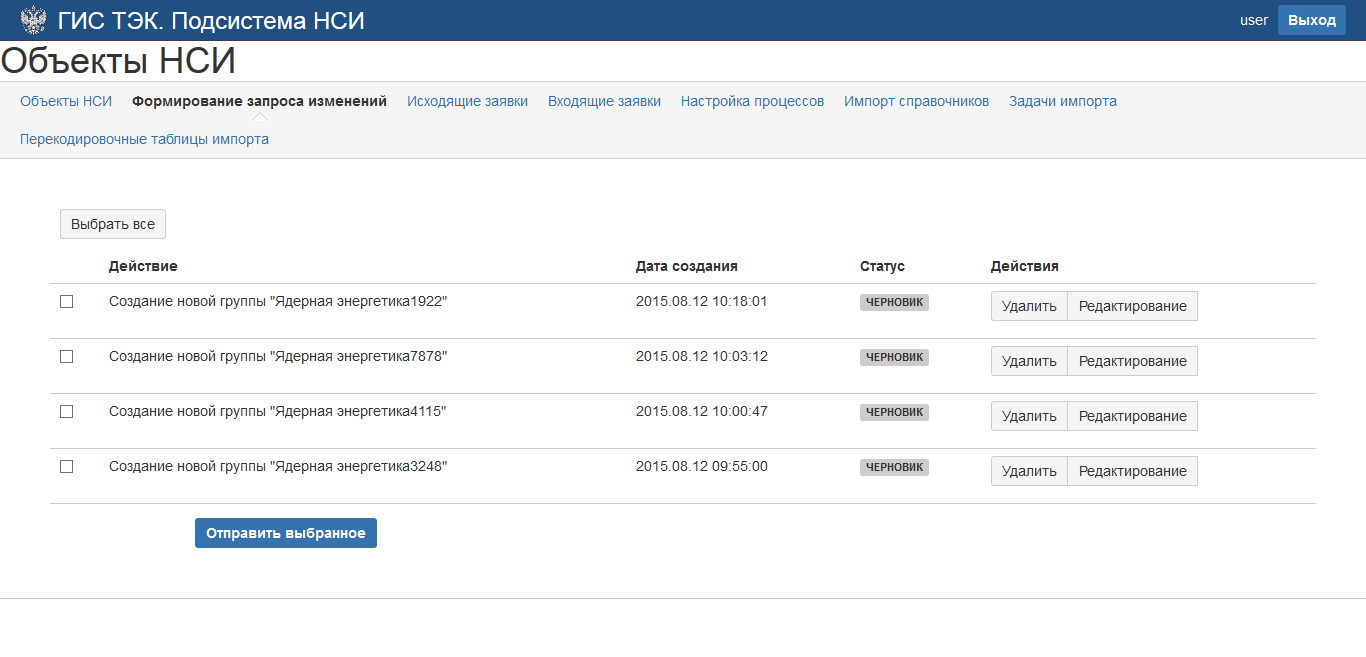 ГИС ТЭК. Подсистема НСИ
user
Выход
Объекты НСИ
Объекты НСИ Формирование запроса изменений Исходящие заявки Входящие заявки Настройка процессов Импорт справочников Задачи импорта
Перекодировочные таблицы импорта
Выбрать все
Действие Дата создания Статус Действия
Создание новой группы "Ядерная энергетика1922" 2015.08.12 10:18:01 ЧЕРНОВИК Удалить Редактирование
Создание новой группы "Ядерная энергетика7878" 2015.08.12 10:03:12 ЧЕРНОВИК Удалить Редактирование
Создание новой группы "Ядерная энергетика4115" 2015.08.12 10:00:47 ЧЕРНОВИК Удалить Редактирование
Создание новой группы "Ядерная энергетика3248" 2015.08.12 09:55:00 ЧЕРНОВИК Удалить Редактирование
Отправить выбранное